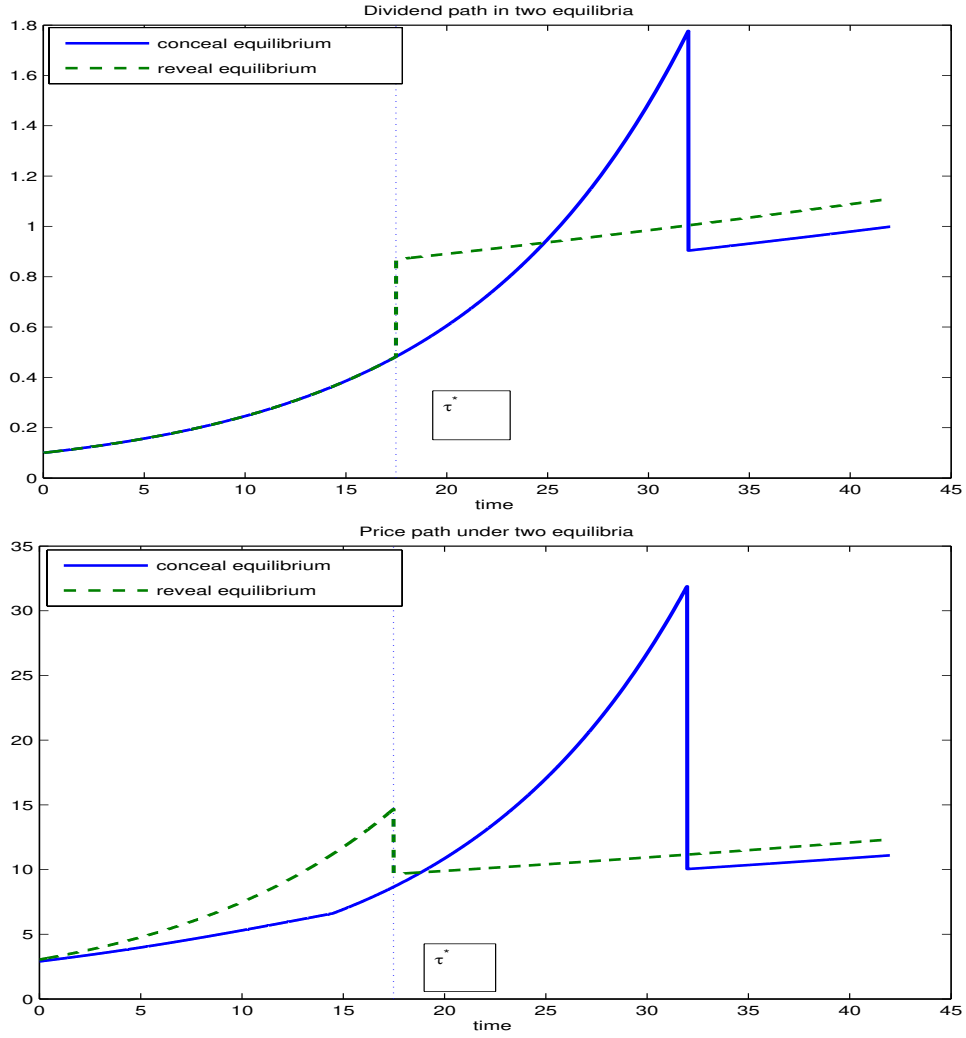 Dividend path in two equilibria
conceal equilibrium
reveal equilibrium
1.8
1.6
1.4
1.2
1
0.8
0.6
0.4
0.2
0
τ*
0 5 10 15 20 25 30 35 40 45
time
Price path under two equilibria
conceal equilibrium
reveal equilibrium
35
30
25
20
15
10
5
0
τ*
0 5 10 15 20 25 30 35 40 45
time